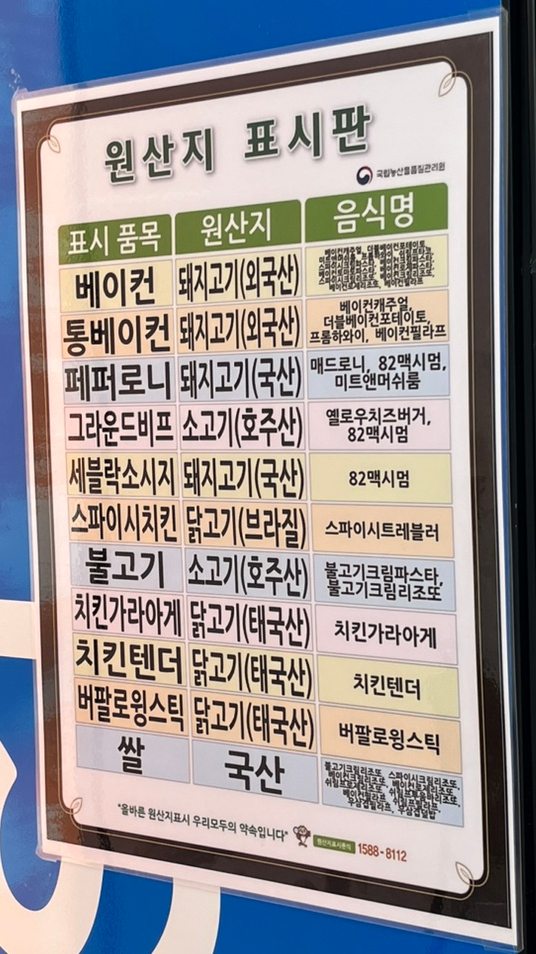 원산지 표시판
국립농산물품질관리원
표시 품목 원산지 음식명
베이컨 돼지고기(외국산)
통베이컨 돼지고기(외국산) 베이컨캐주얼,
더블베이컨포테이토,
프롬하와이, 베이컨필라프
페퍼로니 돼지고기(국산) 매드로니, 82맥시멈,
미트앤머쉬룸
그라운드비프 소고기(호주산) 옐로우치즈버거,
82맥시멈
세블락소시지 돼지고기(국산) 82맥시멈
스파이시치킨 닭고기(브라질) 스파이시트레블러
불고기 소고기(호주산) 불고기크림파스타,
불고기크림리조또
치킨가라아게 닭고기(태국산) 치킨가라아게
치킨텐더 닭고기(태국산) 치킨텐더
버팔로윙스틱 닭고기(태국산) 버팔로윙스틱
쌀 국산
"올바른 원산지표시 우리모두의 약속입니다"
원산지표시문의 1588-8112